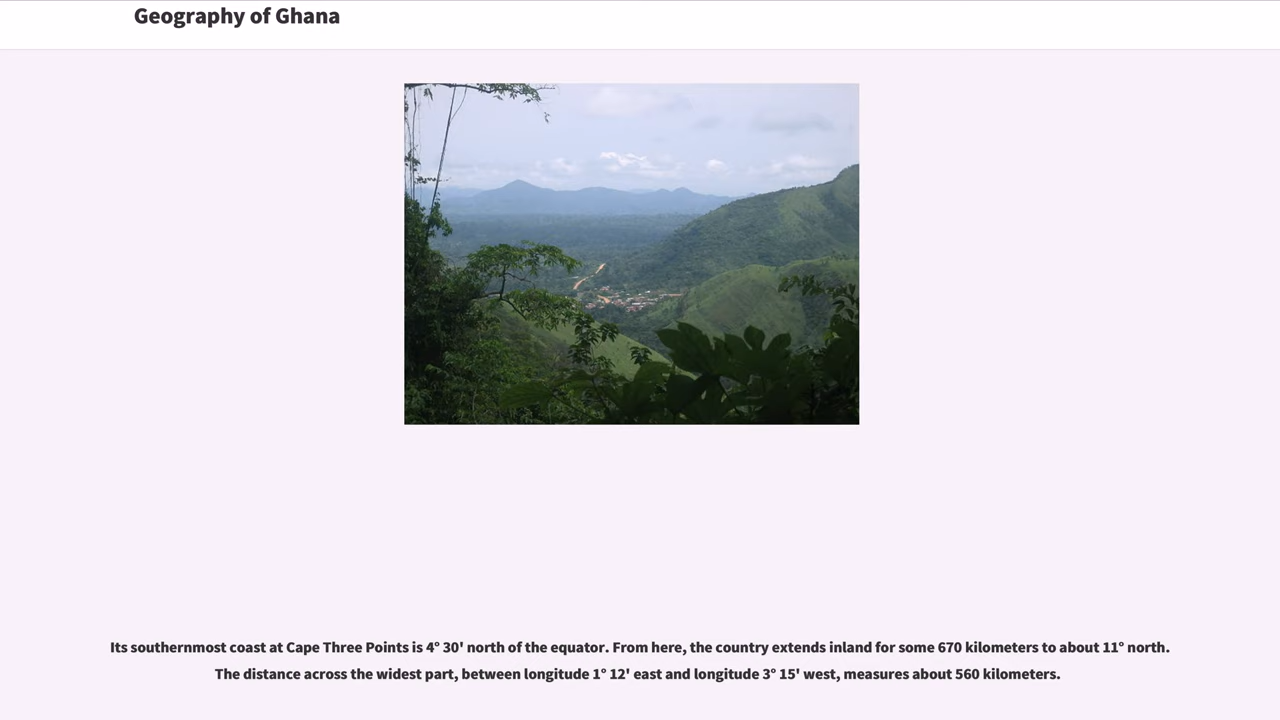 Geography of Ghana
Its southernmost coast at Cape Three Points is 4° 30' north of the equator. From here, the country extends inland for some 670 kilometers to about 11° north.
The distance across the widest part, between longitude 1° 12' east and longitude 3° 15' west, measures about 560 kilometers.